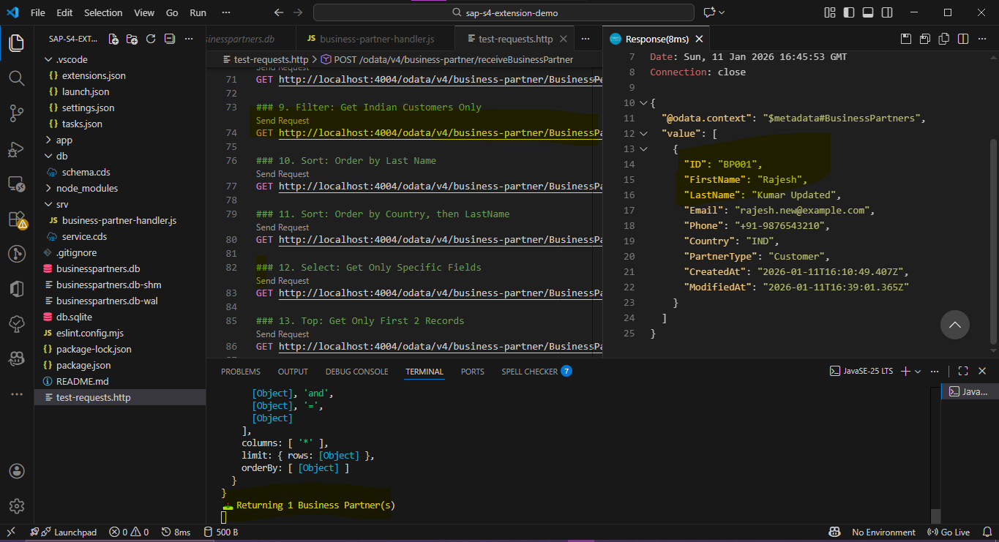 File Edit Selection View Go Run ··· sap-s4-extension-demo
SAP-S4-EXT...
.vscode
extensions.json
launch.json
settings.json
tasks.json
app
db
schema.cds
node_modules
srv
JS business-partner-handler.js
service.cds
.gitignore
businesspartners.db
businesspartners.db-shm
businesspartners.db-wal
db.sqlite
JS eslint.config.mjs
package-lock.json
package.json
README.md
test-requests.http
businesspartners.db JS business-partner-handler.js test-requests.http ···
test-requests.http > POST /odata/v4/business-partner/receiveBusinessPartner
Send Request
71 GET http://localhost:4004/odata/v4/business-partner/BusinessPa
72
73 ### 9. Filter: Get Indian Customers Only
Send Request
74 GET http://localhost:4004/odata/v4/business-partner/BusinessPa
75
76 ### 10. Sort: Order by Last Name
Send Request
77 GET http://localhost:4004/odata/v4/business-partner/BusinessPa
78
79 ### 11. Sort: Order by Country, then LastName
Send Request
80 GET http://localhost:4004/odata/v4/business-partner/BusinessPa
81
82 ### 12. Select: Get Only Specific Fields
Send Request
83 GET http://localhost:4004/odata/v4/business-partner/BusinessPa
84
85 ### 13. Top: Get Only First 2 Records
Send Request
86 GET http://localhost:4004/odata/v4/business-partner/BusinessPa
Response(8ms)
7 Date: Sun, 11 Jan 2026 16:45:53 GMT
8 Connection: close
9
10 {
11 "@odata.context": "$metadata#BusinessPartners",
12 "value": [
13 {
14 "ID": "BP001",
15 "FirstName": "Rajesh",
16 "LastName": "Kumar Updated",
17 "Email": "rajesh.new@example.com",
18 "Phone": "+91-9876543210",
19 "Country": "IND",
20 "PartnerType": "Customer",
21 "CreatedAt": "2026-01-11T16:10:49.407Z",
22 "ModifiedAt": "2026-01-11T16:39:01.365Z"
23 }
24 ]
25 }
PROBLEMS OUTPUT DEBUG CONSOLE TERMINAL PORTS SPELL CHECKER 7 JavaSE-25 LTS
Java...
[Object], 'and',
[Object], '=',
[Object]
],
columns: [ '*' ],
limit: { rows: [Object] },
orderBy: [ [Object] ]
}
}
Returning 1 Business Partner(s)
Launchpad 0 0 8ms 500 B No Environment Go Live